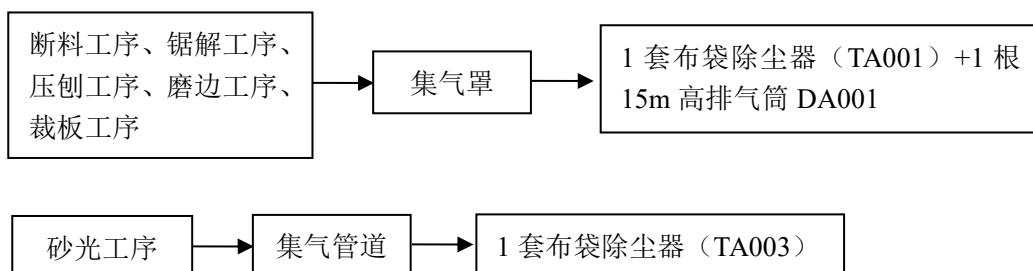 断料工序、锯解工序、
压刨工序、磨边工序、
裁板工序
集气罩
1 套布袋除尘器（TA001）+1 根
15m 高排气筒 DA001
砂光工序
集气管道
1 套布袋除尘器（TA003）